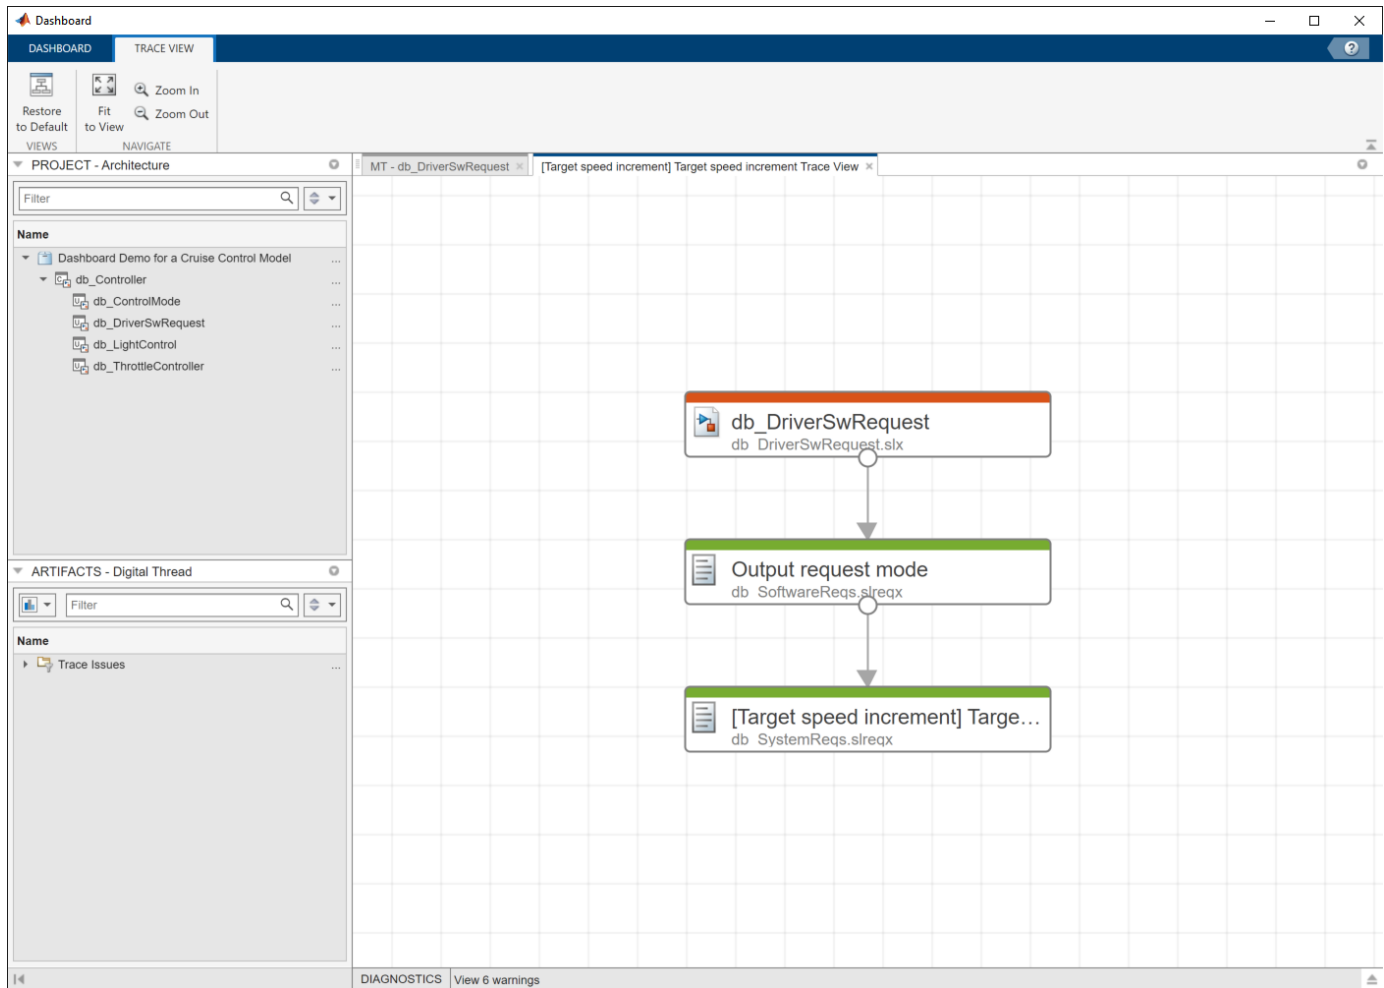 Dashboard
DASHBOARD
TRACE VIEW
Restore
to Default
Fit
to View
Zoom In
Zoom Out
VIEWS
NAVIGATE
PROJECT - Architecture
Filter
Name
Dashboard Demo for a Cruise Control Model ...
db_Controller ...
db_ControlMode ...
db_DriverSwRequest ...
db_LightControl ...
db_ThrottleController ...
ARTIFACTS - Digital Thread
Filter
Name
Trace Issues ...
MT - db_DriverSwRequest
[Target speed increment] Target speed increment Trace View
db_DriverSwRequest
db_DriverSwRequest.slx
Output request mode
db_SoftwareReqs.slreqx
[Target speed increment] Targe...
db_SystemReqs.slreqx
DIAGNOSTICS
View 6 warnings